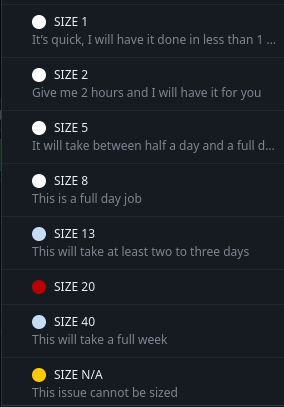 SIZE 1
It's quick, I will have it done in less than 1 ...
SIZE 2
Give me 2 hours and I will have it for you
SIZE 5
It will take between half a day and a full d...
SIZE 8
This is a full day job
SIZE 13
This will take at least two to three days
SIZE 20
SIZE 40
This will take a full week
SIZE N/A
This issue cannot be sized